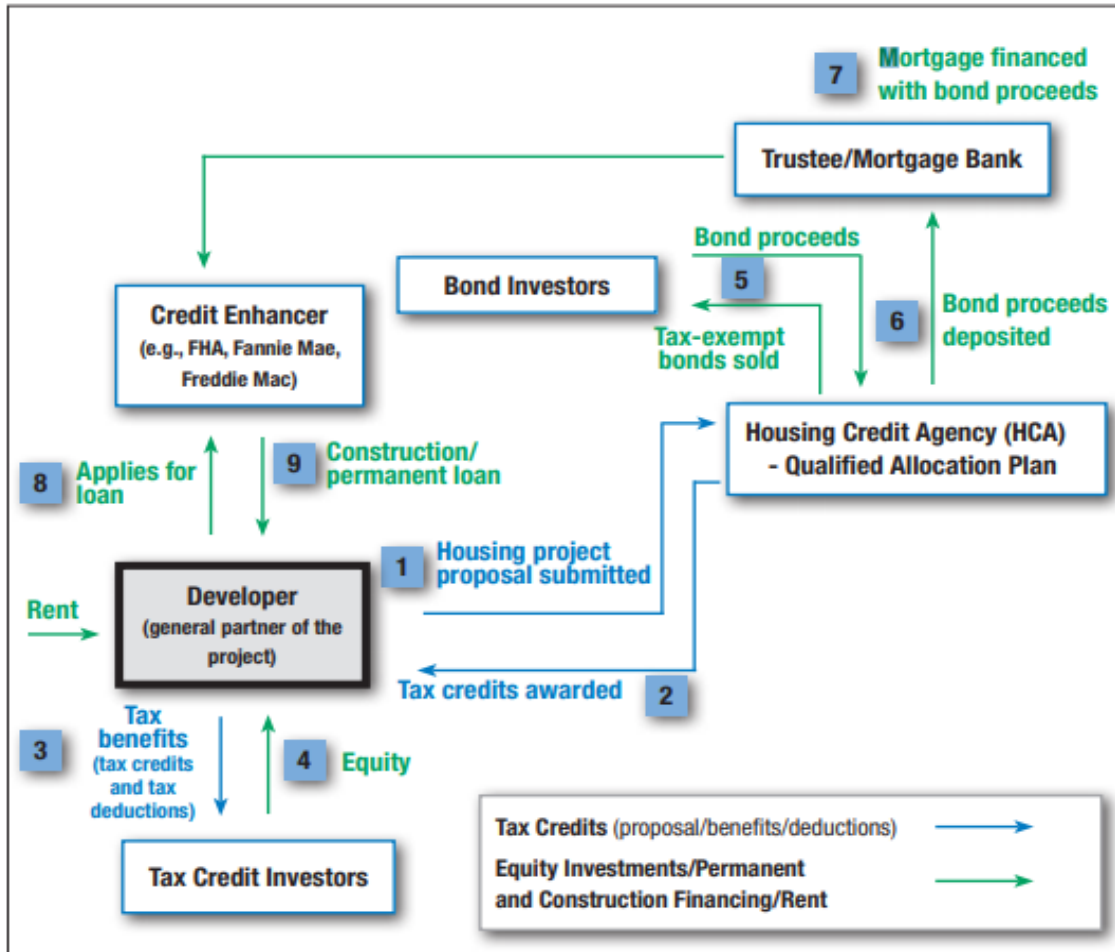 7
Mortgage financed
with bond proceeds
Trustee/Mortgage Bank
Bond proceeds
5
Tax-exempt
bonds sold
Bond Investors
6
Bond proceeds
deposited
Credit Enhancer
(e.g., FHA, Fannie Mae,
Freddie Mac)
Housing Credit Agency (HCA)
- Qualified Allocation Plan
8
Applies for
loan
9
Construction/
permanent loan
1
Housing project
proposal submitted
Rent
Developer
(general partner of the
project)
Tax credits awarded
2
3
Tax
benefits
(tax credits
and tax
deductions)
4
Equity
Tax Credit Investors
Tax Credits (proposal/benefits/deductions)
Equity Investments/Permanent
and Construction Financing/Rent